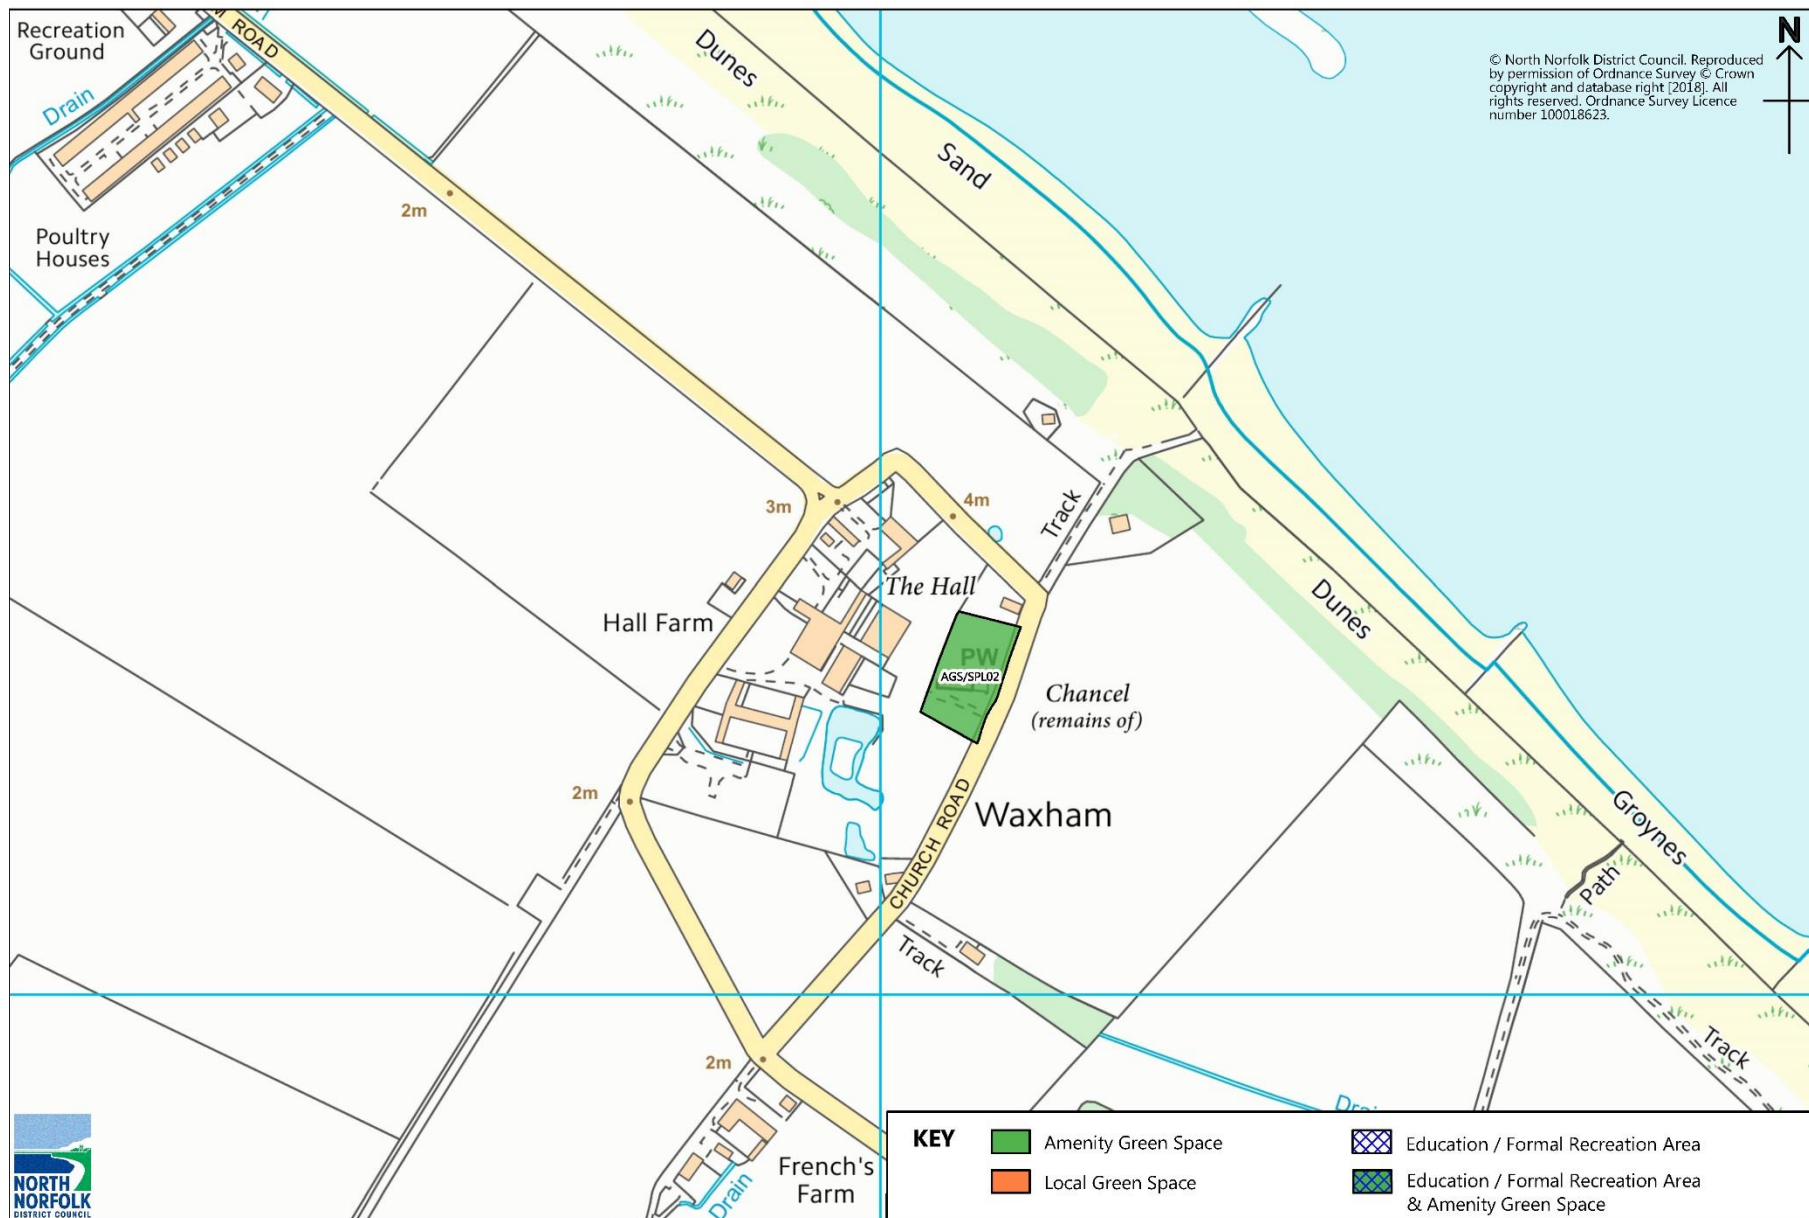 Recreation
Ground
M ROAD
Drain
Poultry
Houses
2m
Dunes
Sand
© North Norfolk District Council. Reproduced
by permission of Ordnance Survey © Crown
copyright and database right [2018]. All
rights reserved. Ordnance Survey Licence
number 100018623.
N
3m
4m
Track
The Hall
Hall Farm
PW
AGS/SPL02
Chancel
(remains of)
Dunes
2m
CHURCH ROAD
Waxham
Groynes
Path
Track
Track
2m
French's
Farm
Drain
NORTH
NORFOLK
DISTRICT COUNCIL
KEY
Amenity Green Space
Local Green Space
Education / Formal Recreation Area
Education / Formal Recreation Area
& Amenity Green Space